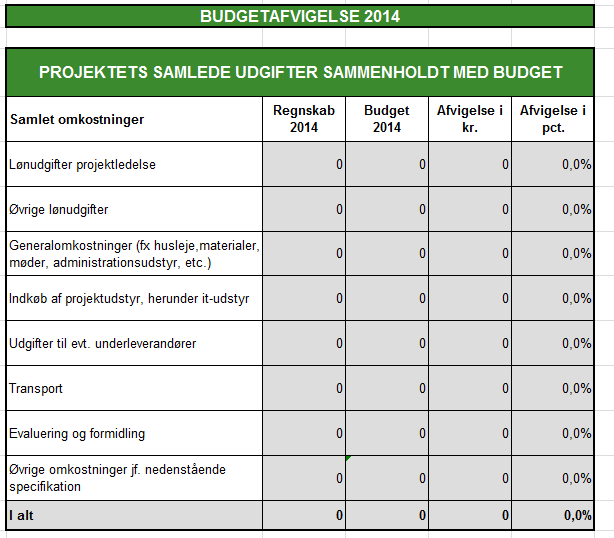 BUDGETAFVIGELSE 2014
PROJEKTETS SAMLEDE UDGIFTER SAMMENHOLDT MED BUDGET
Samlet omkostninger Regnskab 2014 Budget 2014 Afvigelse i kr. Afvigelse i pct.
Lønudgifter projektledelse 0 0 0 0,0%
Øvrige lønudgifter 0 0 0 0,0%
Generalomkostninger (fx husleje,materialer,
møder, administrationsudstyr, etc.) 0 0 0 0,0%
Indkøb af projektudstyr, herunder it-udstyr 0 0 0 0,0%
Udgifter til evt. underleverandører 0 0 0 0,0%
Transport 0 0 0 0,0%
Evaluering og formidling 0 0 0 0,0%
Øvrige omkostninger jf. nedenstående
specifikation 0 0 0 0,0%
I alt 0 0 0 0,0%